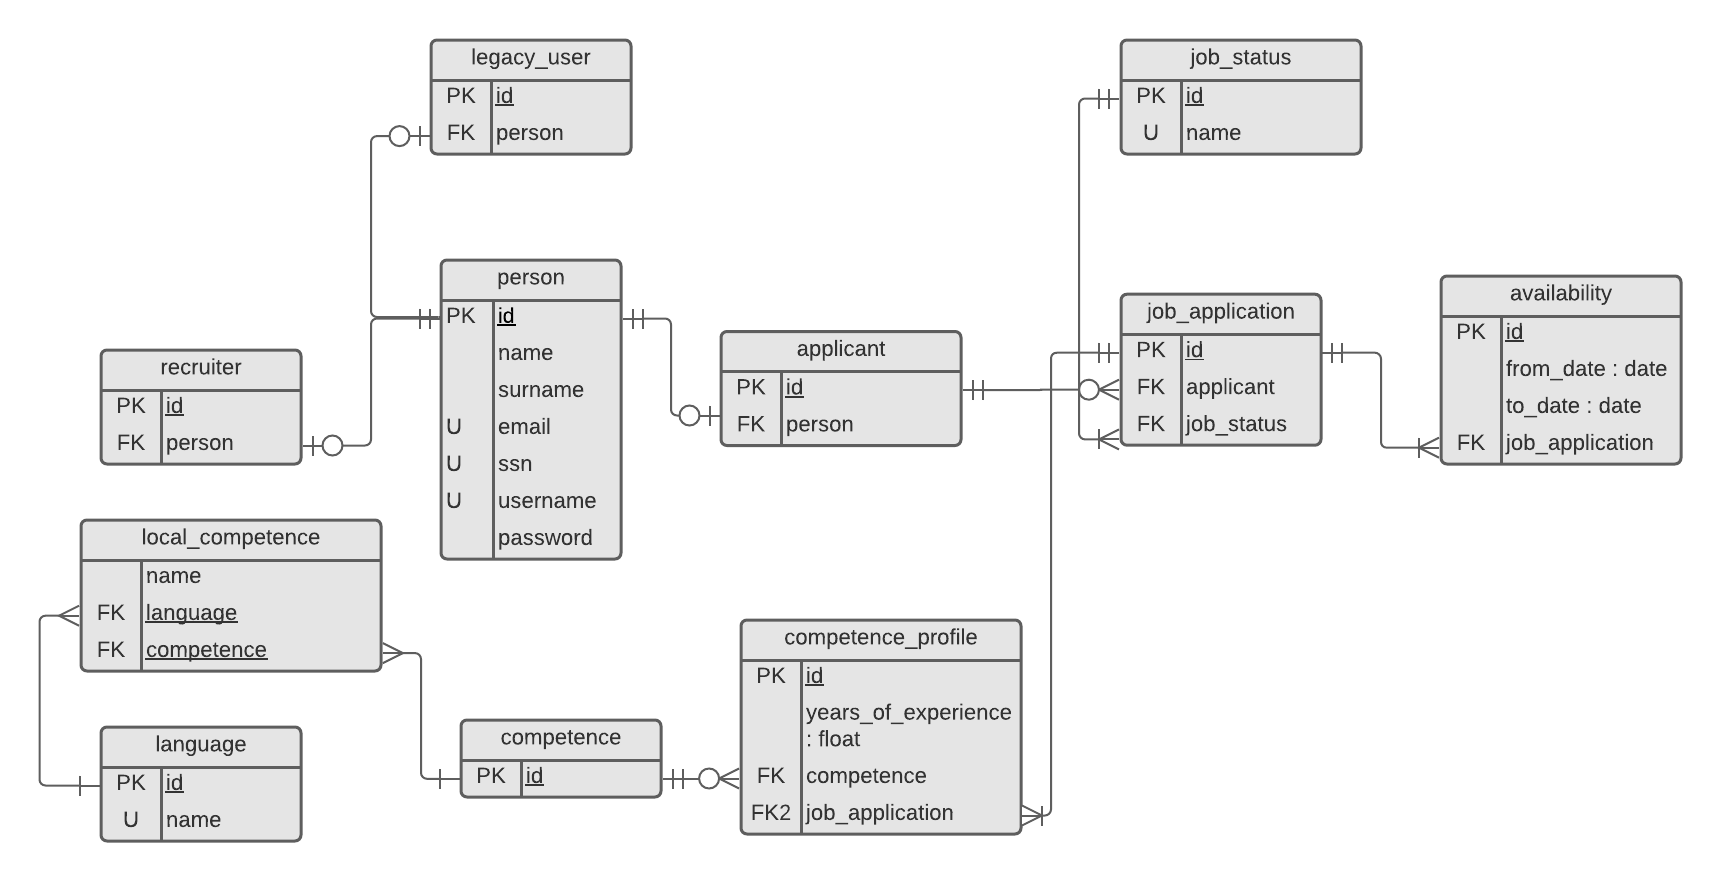 legacy_user
PK id
FK person
job_status
PK id
U name
person
PK id
name
surname
U email
U ssn
U username
password
recruiter
PK id
FK person
applicant
PK id
FK person
job_application
PK id
FK applicant
FK job_status
availability
PK id
from_date : date
to_date : date
FK job_application
local_competence
name
FK language
FK competence
language
PK id
U name
competence
PK id
competence_profile
PK id
years_of_experience
: float
FK competence
FK2 job_application